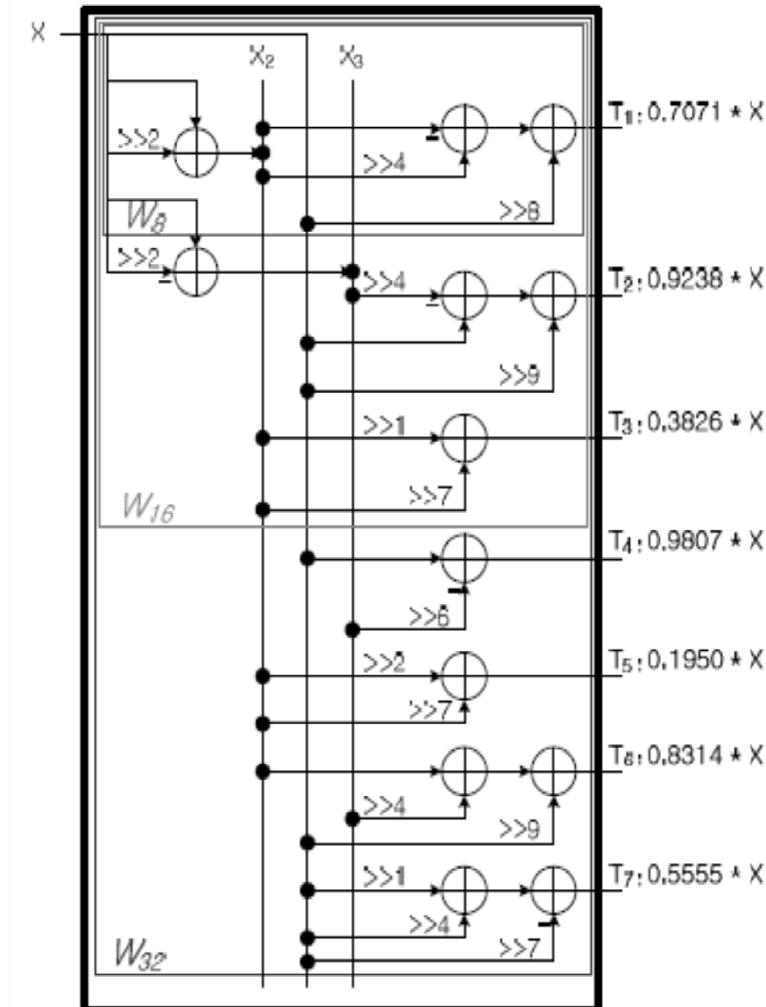 X
X₂ X₃
>>2
>>4
T₁: 0.7071 * X
>>8
W₈
>>2
>>4
T₂: 0.9238 * X
>>9
>>1
T₃: 0.3826 * X
>>7
W₁₆
T₄: 0.9807 * X
>>6
>>2
T₅: 0.1950 * X
>>7
T₆: 0.8314 * X
>>4
>>9
>>1
T₇: 0.5555 * X
>>4
>>7
W₃₂